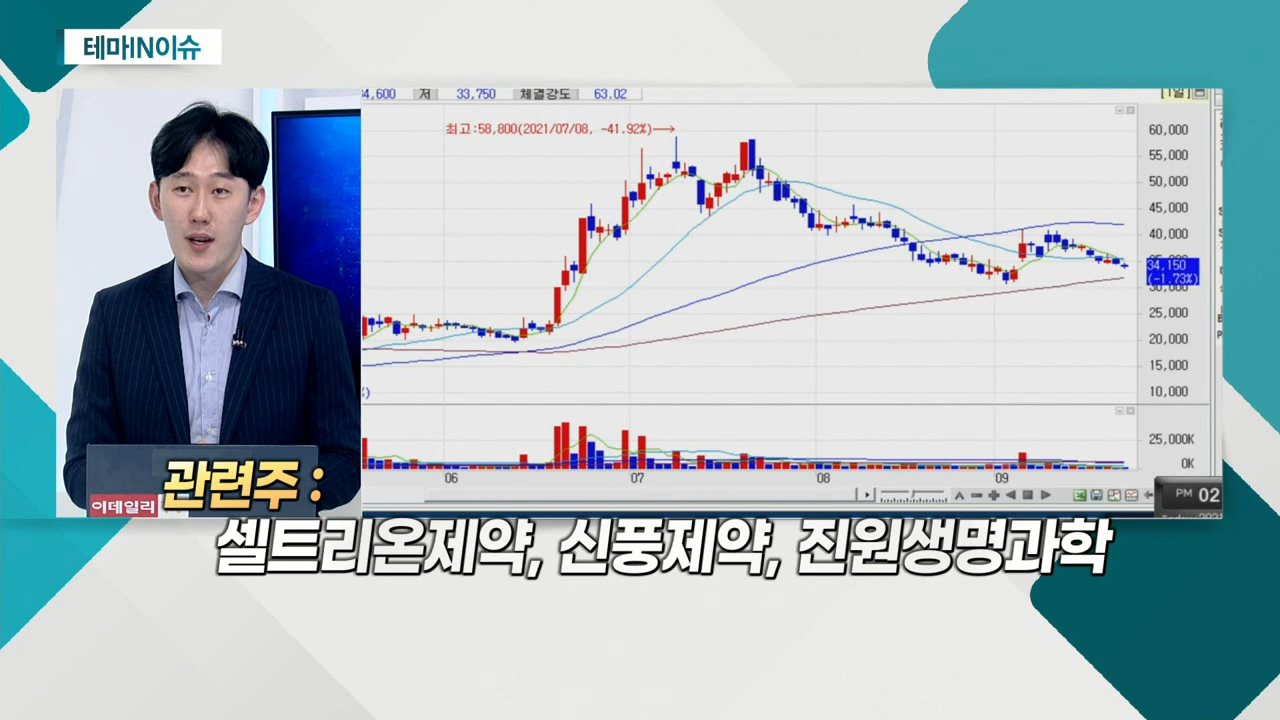 테마IN이슈
34,600 저 33,750 체결강도 63.02 [1일]
최고:58,800(2021/07/08, -41.92%)→
60,000
55,000
50,000
45,000
40,000
34,150
(-1.73%)
30,000
25,000
20,000
15,000
10,000
25,000K
0K
06 07 08 09
PM 02
이데일리
관련주 :
셀트리온제약, 신풍제약, 진원생명과학